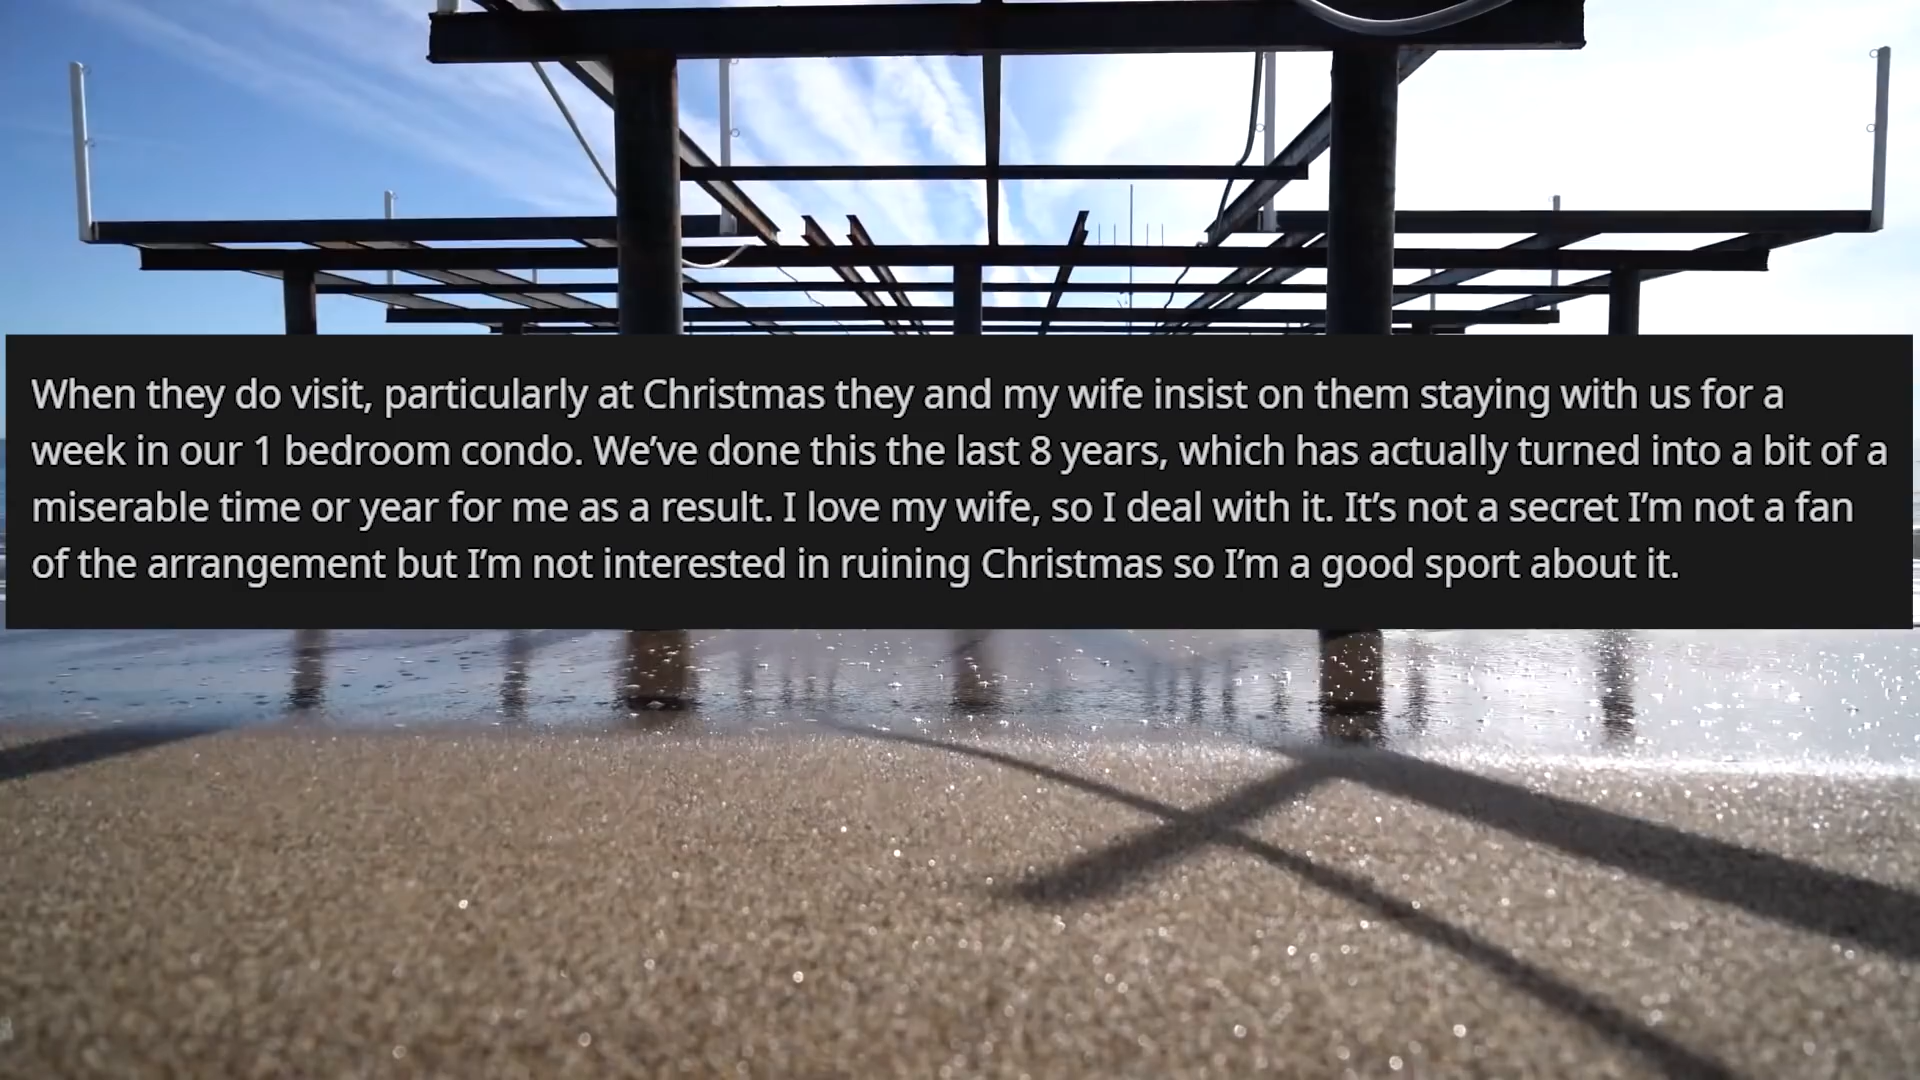 When they do visit, particularly at Christmas they and my wife insist on them staying with us for a
week in our 1 bedroom condo. We’ve done this the last 8 years, which has actually turned into a bit of a
miserable time or year for me as a result. I love my wife, so I deal with it. It’s not a secret I’m not a fan
of the arrangement but I’m not interested in ruining Christmas so I’m a good sport about it.